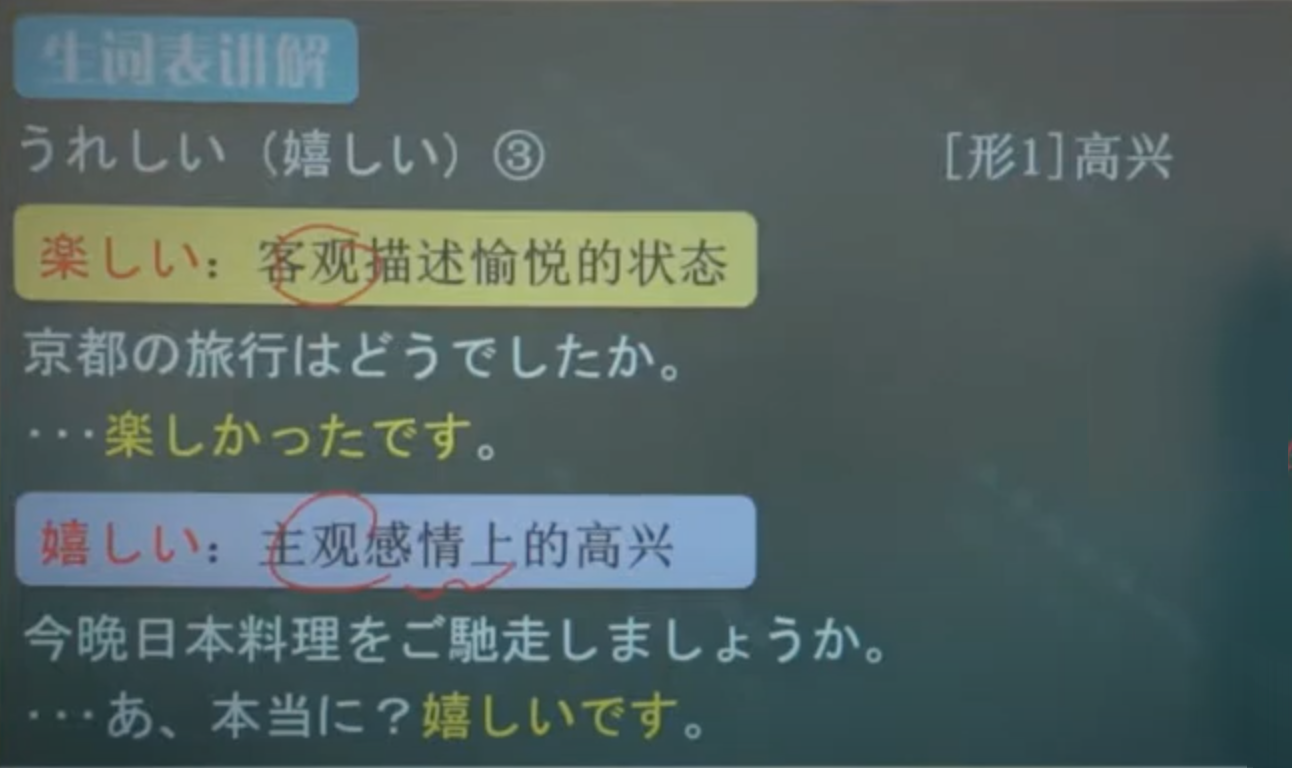 生词表讲解
うれしい（嬉しい）③ [形1]高兴
楽しい：客观描述愉悦的状态
京都の旅行はどうでしたか。
･･･楽しかったです。
嬉しい：主观感情上的高兴
今晩日本料理をご馳走しましょうか。
･･･あ、本当に？嬉しいです。